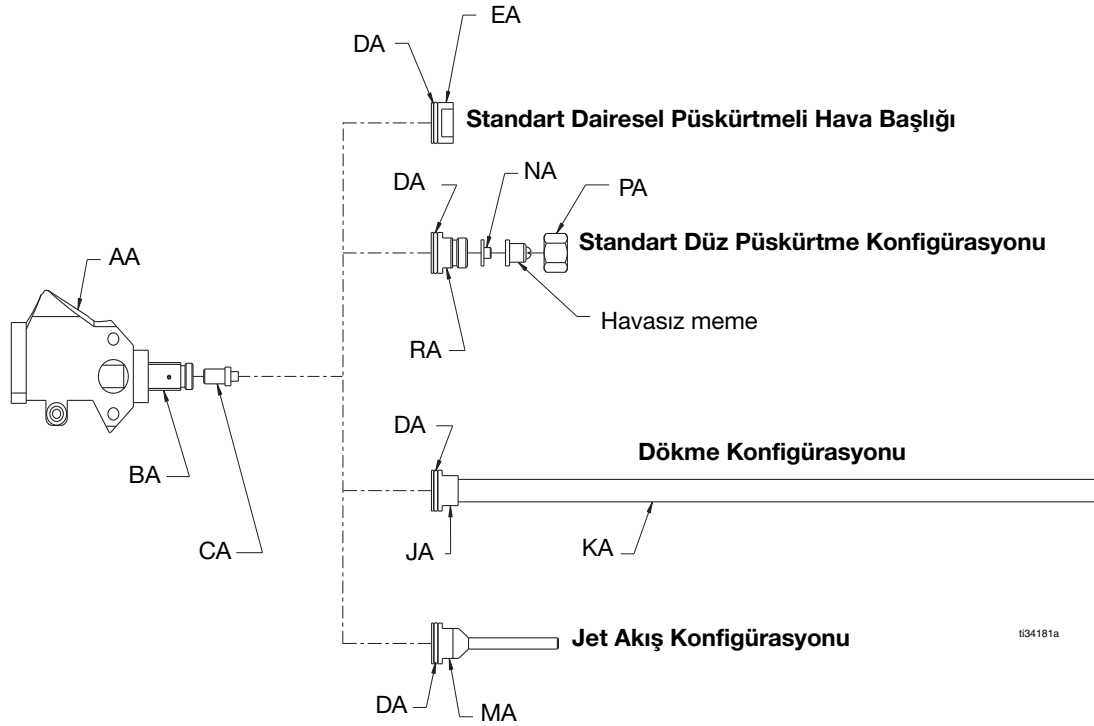 EA
DA
Standart Dairesel Püskürtmeli Hava Başlığı
DA
NA
PA
Standart Düz Püskürtme Konfigürasyonu
AA
Havasız meme
RA
DA
Dökme Konfigürasyonu
BA
CA
JA
KA
Jet Akış Konfigürasyonu
ti34181a
DA
MA